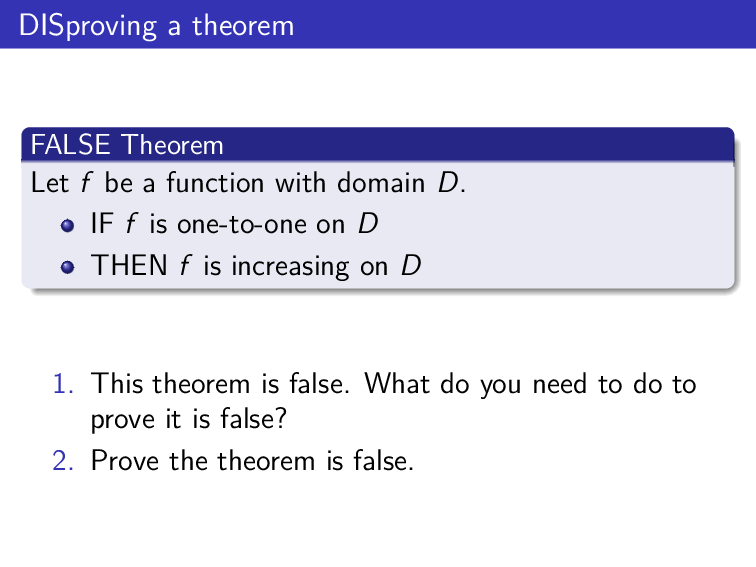 DISproving a theorem
FALSE Theorem
Let f be a function with domain D.
IF f is one-to-one on D
THEN f is increasing on D
1. This theorem is false. What do you need to do to
prove it is false?
2. Prove the theorem is false.